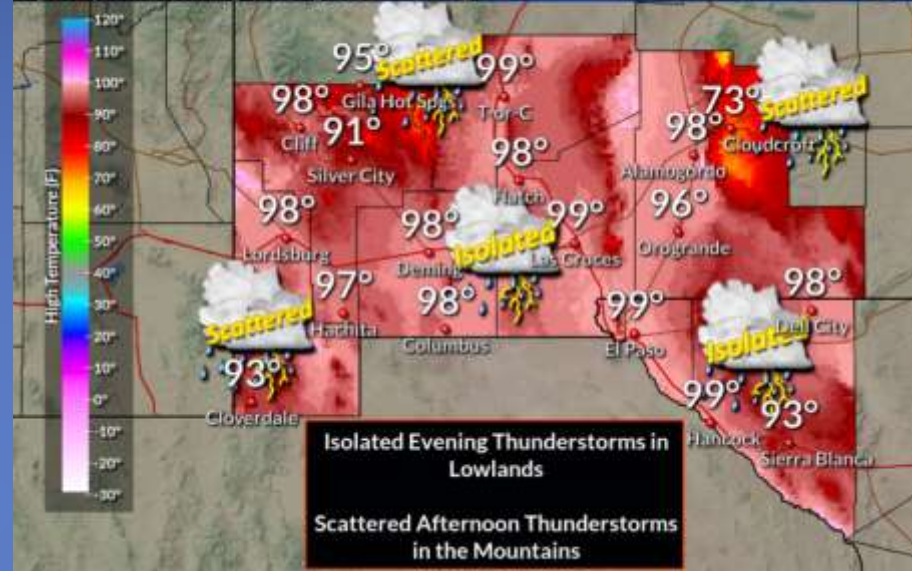 120°
110°
100°
90°
80°
70°
60°
50°
40°
30°
20°
10°
0°
-10°
-20°
-30°
High Temperature (F)
95°
Scattered
Gila Hot Spgs
99°
T-or-C
98°
Cliff
91°
Silver City
73°
Scattered
Cloudcroft
98°
Alamogordo
98°
Hatch
98°
Lordsburg
98°
Deming
Isolated
99°
Las Cruces
96°
Orogrande
Scattered
97°
Hachita
98°
Columbus
99°
El Paso
98°
Dell City
Isolated
93°
Cloverdale
99°
Hancock
93°
Sierra Blanca
Isolated Evening Thunderstorms in
Lowlands
Scattered Afternoon Thunderstorms
in the Mountains